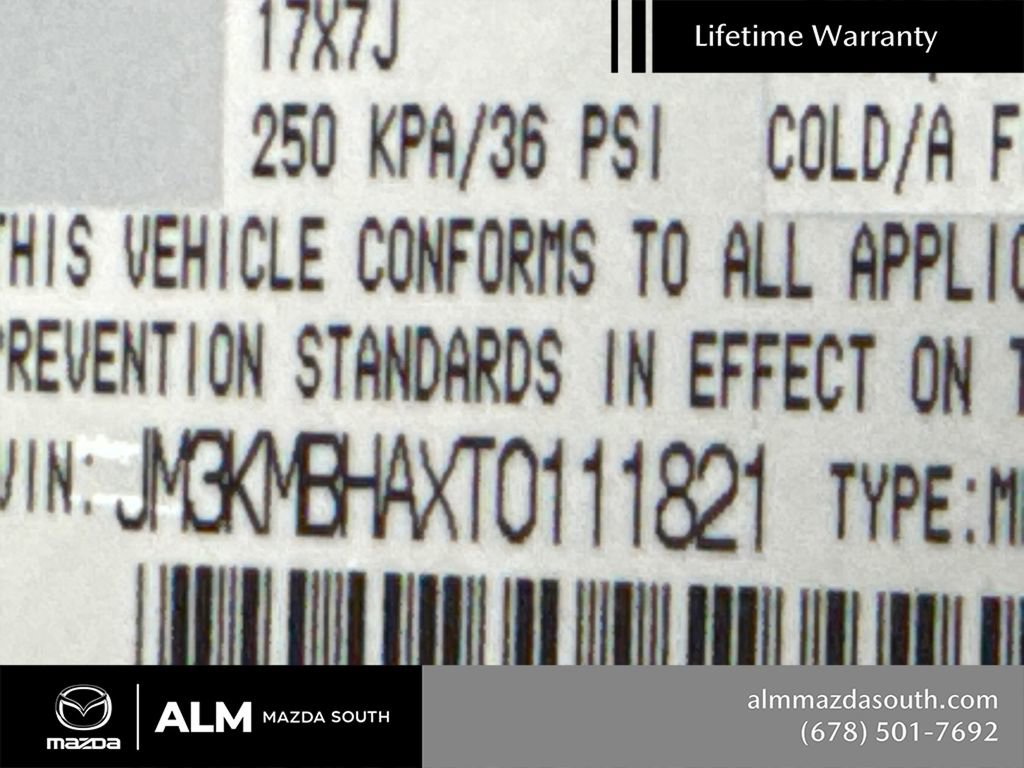 Lifetime Warranty
17X7J
250 KPA/36 PSI COLD/A F
THIS VEHICLE CONFORMS TO ALL APPLIC
PREVENTION STANDARDS IN EFFECT ON T
VIN: JM3KMBHAXT0111821 TYPE:M
mazda
ALM MAZDA SOUTH
almmazdasouth.com
(678) 501-7692